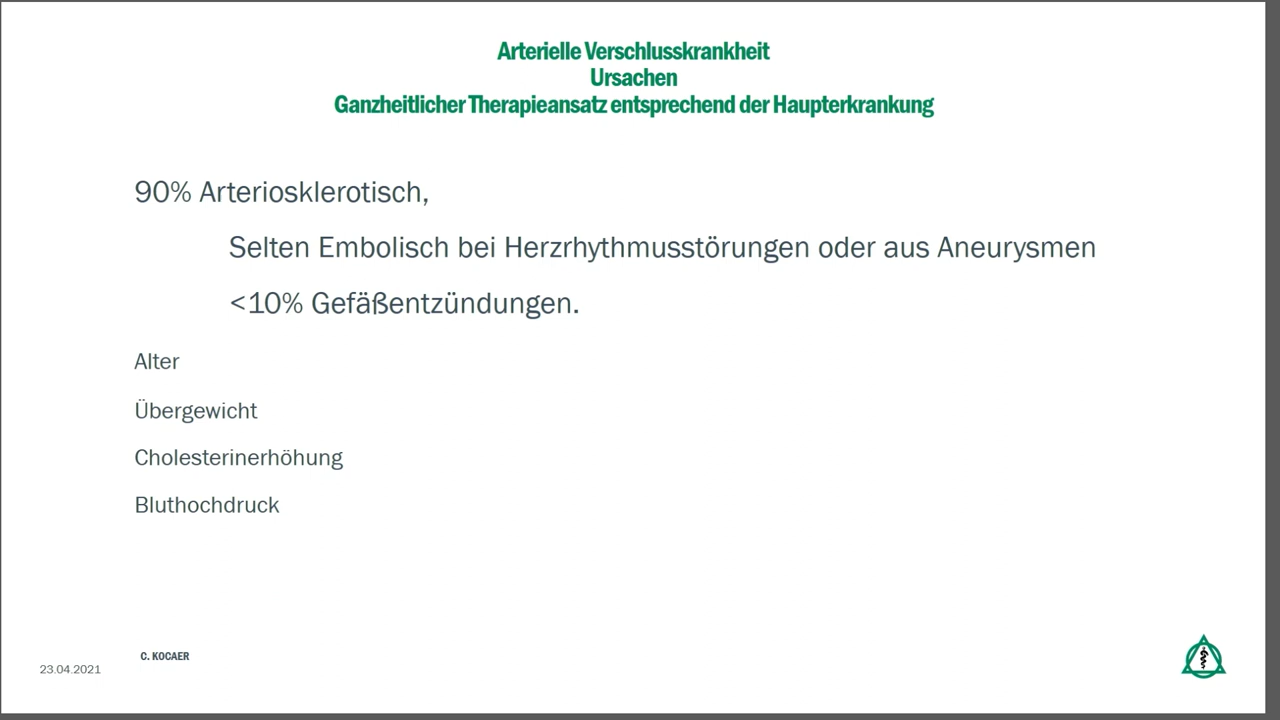 Arterielle Verschlusskrankheit
Ursachen
Ganzheitlicher Therapieansatz entsprechend der Haupterkrankung
90% Arteriosklerotisch,
Selten Embolisch bei Herzrhythmusstörungen oder aus Aneurysmen
<10% Gefäßentzündungen.
Alter
Übergewicht
Cholesterinerhöhung
Bluthochdruck
C. KOCAER
23.04.2021